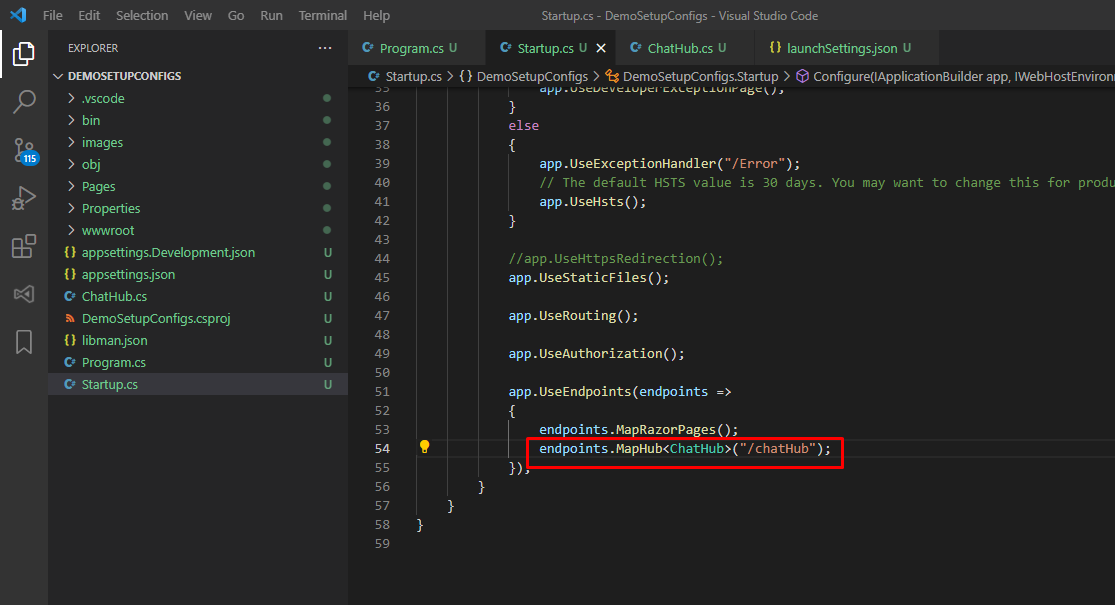 File Edit Selection View Go Run Terminal Help Startup.cs - DemoSetupConfigs - Visual Studio Code
EXPLORER ...
DEMOSETUPCONFIGS
.vscode
bin
images
obj
Pages
Properties
wwwroot
{} appsettings.Development.json U
{} appsettings.json U
C# ChatHub.cs U
DemoSetupConfigs.csproj U
{} libman.json U
C# Program.cs U
C# Startup.cs U
115
C# Program.cs U C# Startup.cs U C# ChatHub.cs U {} launchSettings.json U
C# Startup.cs > {} DemoSetupConfigs > DemoSetupConfigs.Startup > Configure(IApplicationBuilder app, IWebHostEnviron
35 app.UseDeveloperExceptionPage();
36 }
37 else
38 {
39 app.UseExceptionHandler("/Error");
40 // The default HSTS value is 30 days. You may want to change this for produ
41 app.UseHsts();
42 }
43
44 //app.UseHttpsRedirection();
45 app.UseStaticFiles();
46
47 app.UseRouting();
48
49 app.UseAuthorization();
50
51 app.UseEndpoints(endpoints =>
52 {
53 endpoints.MapRazorPages();
54 endpoints.MapHub<ChatHub>("/chatHub");
55 });
56 }
57 }
58 }
59